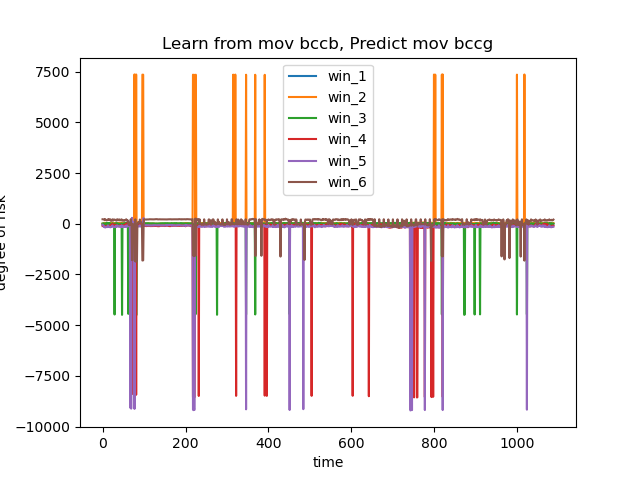 Learn from mov bccb, Predict mov bccg
degree of risk
7500
5000
2500
0
−2500
−5000
−7500
−10000
win_1
win_2
win_3
win_4
win_5
win_6
0 200 400 600 800 1000
time